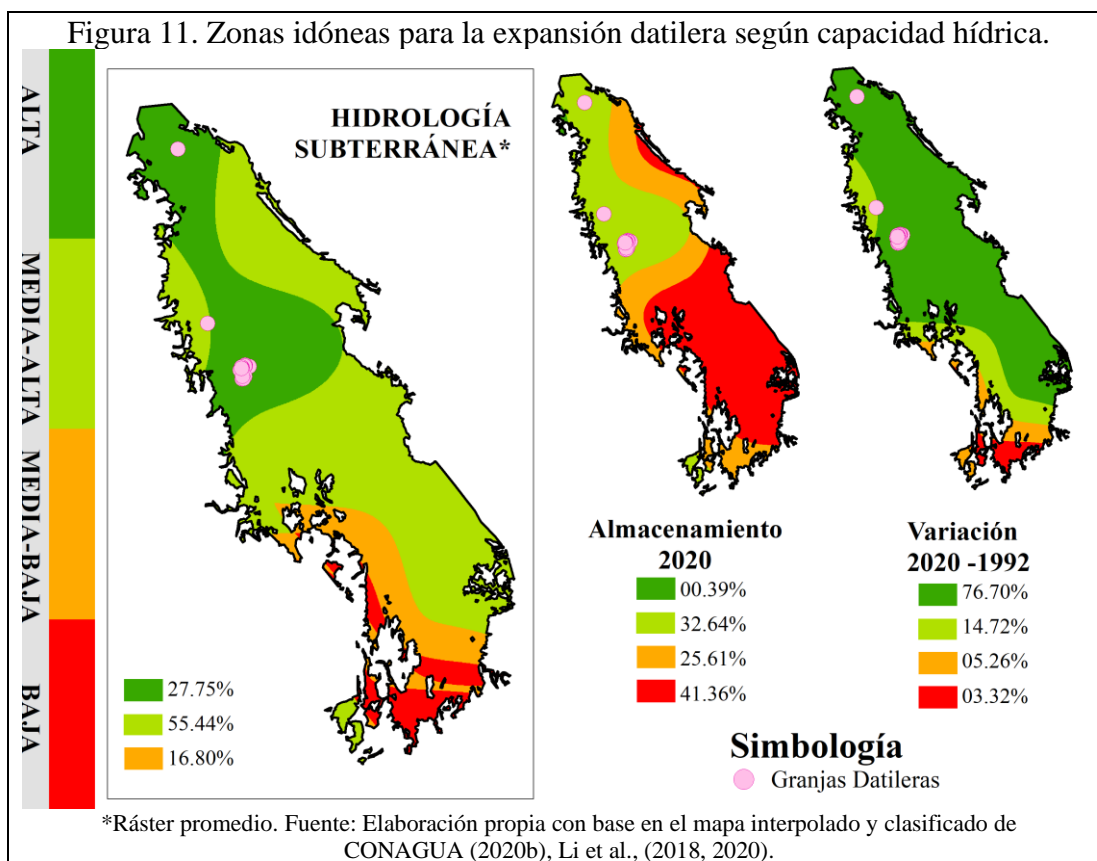 Figura 11. Zonas idóneas para la expansión datilera según capacidad hídrica.
ALTA
MEDIA-ALTA
MEDIA-BAJA
BAJA
HIDROLOGÍA
SUBTERRÁNEA*
27.75%
55.44%
16.80%
Almacenamiento
2020
00.39%
32.64%
25.61%
41.36%
Variación
2020 -1992
76.70%
14.72%
05.26%
03.32%
Simbología
Granjas Datileras
*Ráster promedio. Fuente: Elaboración propia con base en el mapa interpolado y clasificado de
CONAGUA (2020b), Li et al., (2018, 2020).